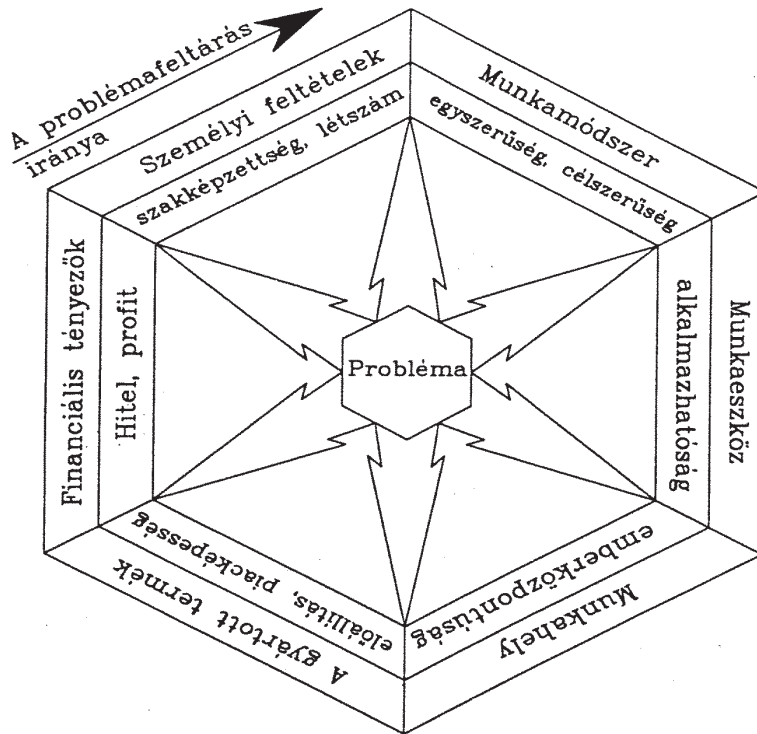 A problémafeltárás
iránya
Személyi feltételek
szakképzettség, létszám
Munkamódszer
egyszerűség, célszerűség
Munkaeszköz
alkalmazhatóság
Munkahely
emberközpontúság
A gyártott termék
előállítás, piacképesség
Financiális tényezők
Hitel, profit
Probléma